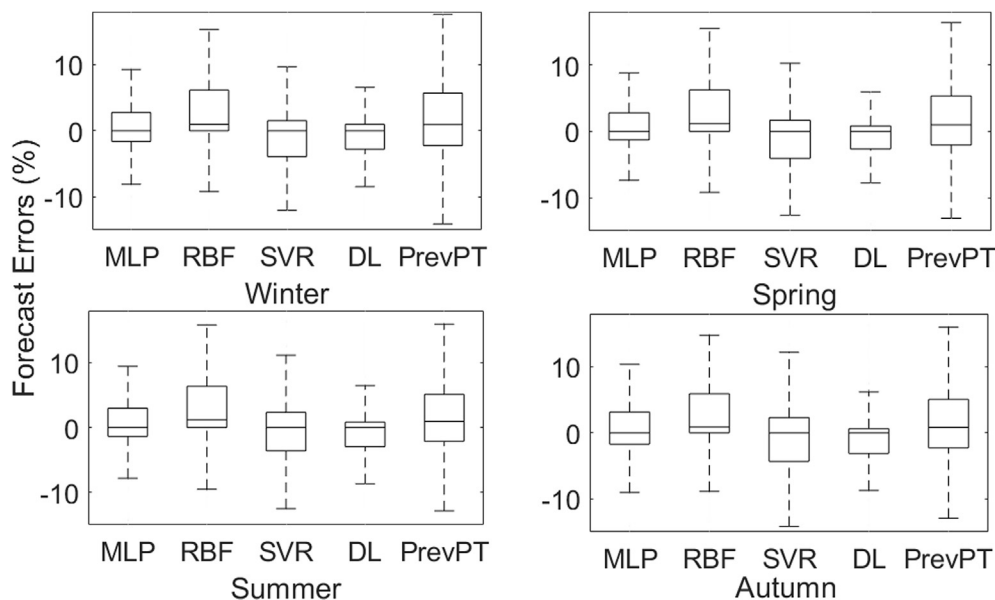 Forecast Errors (%)
10
0
-10
MLP RBF SVR DL PrevPT
Winter
10
0
-10
MLP RBF SVR DL PrevPT
Spring
10
0
-10
MLP RBF SVR DL PrevPT
Summer
10
0
-10
MLP RBF SVR DL PrevPT
Autumn